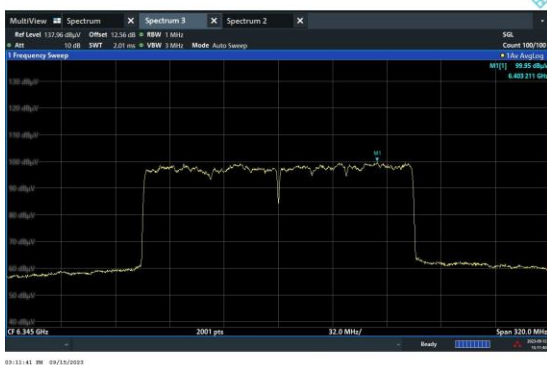 MultiView Spectrum X Spectrum 3 X Spectrum 2 X
Ref Level 137.96 dBµV Offset 12.56 dB RBW 1 MHz SGL
Att 10 dB SWT 2.01 ms VBW 3 MHz Mode Auto Sweep Count 100/100
1 Frequency Sweep 1Av AvgLog
M1[1] 99.95 dBµV
6.403 211 GHz
130 dBµV
120 dBµV
110 dBµV
M1
100 dBµV
90 dBµV
80 dBµV
70 dBµV
60 dBµV
50 dBµV
40 dBµV
CF 6.345 GHz 2001 pts 32.0 MHz/ Span 320.0 MHz
Ready
03:11:41 PM 09/15/2023